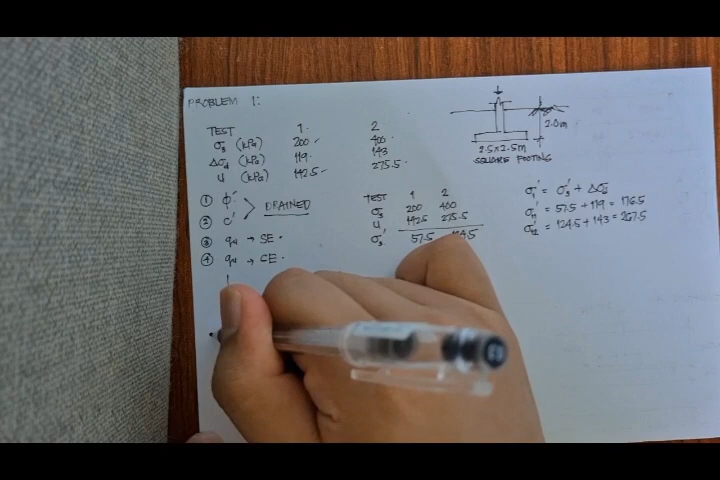 PROBLEM 1:
TEST 1. 2
σ3 (kPa) 200 400
Δσd (kPa) 119. 143
u (kPa) 142.5 275.5
① φ'
② c'
DRAINED
③ qu → SE.
④ qu → CE.
TEST 1 2
σ3 200 400
u 142.5 275.5
σ3' 57.5
2.0m
2.5x2.5m
SQUARE FOOTING
σ1' = σ3' + Δσd
σ11' = 57.5 + 119 = 176.5
σ12' = 124.5 + 143 = 267.5